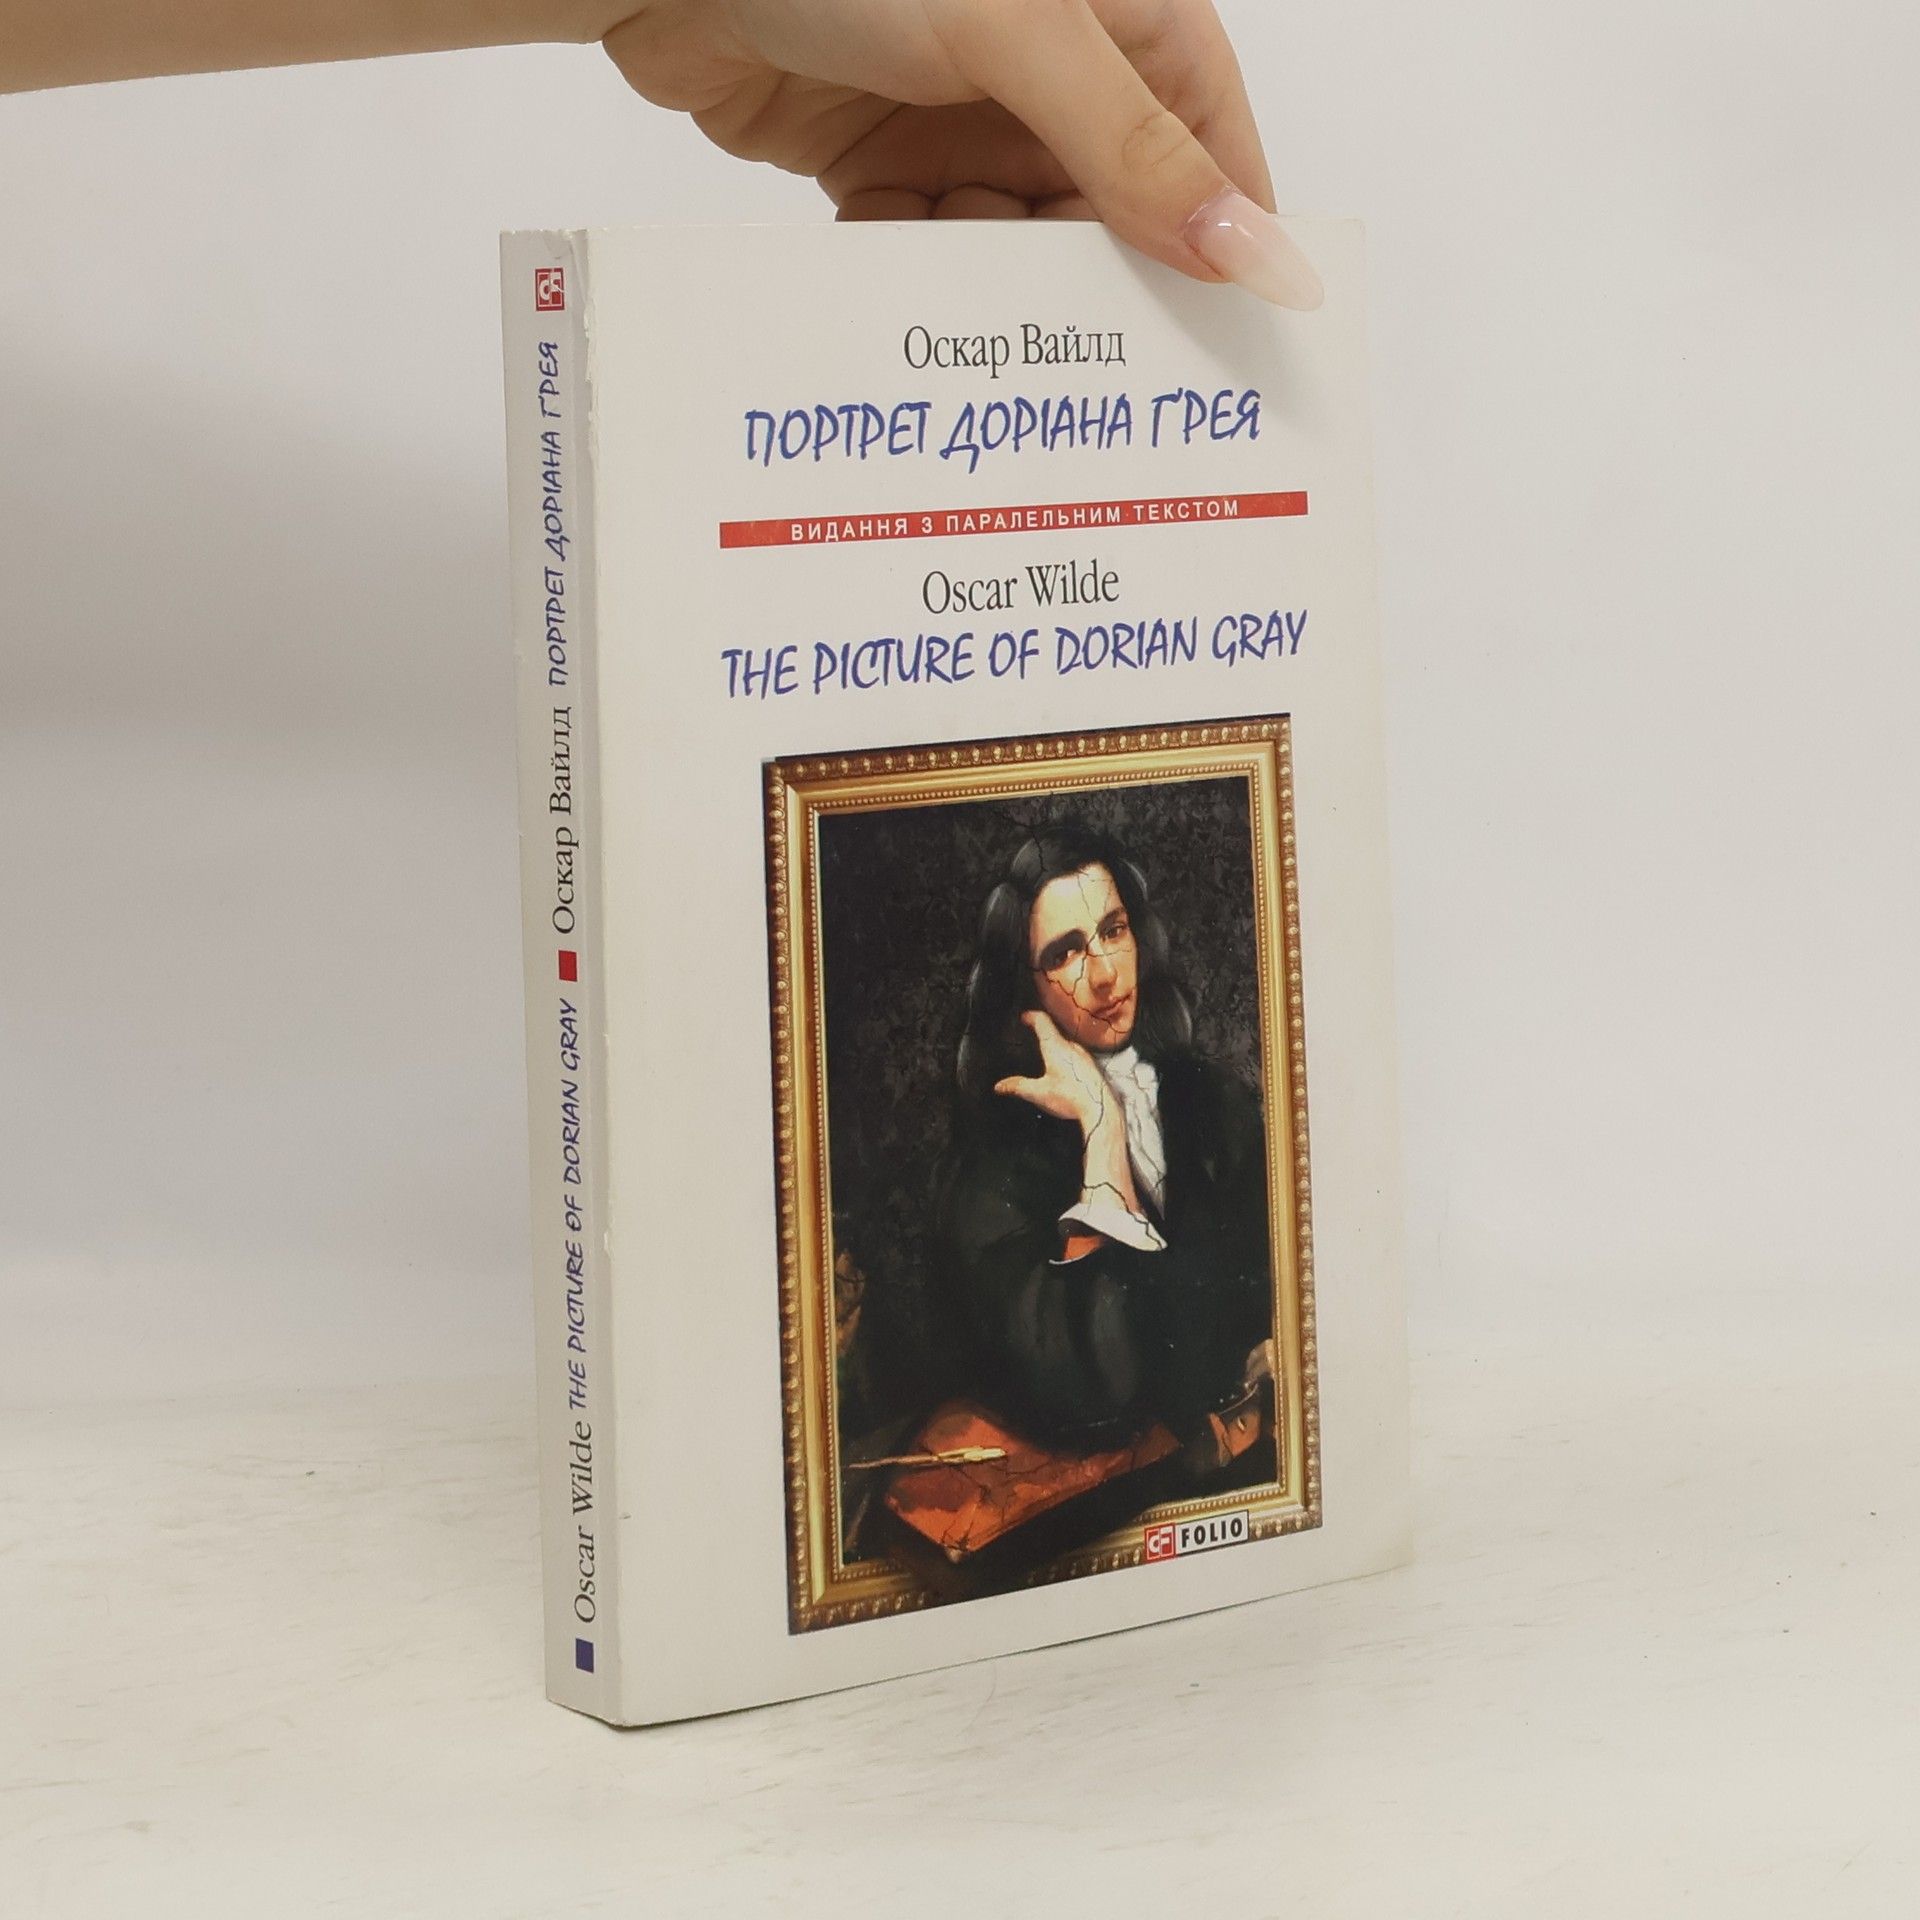 Оскар Вайлд
ПОРТРЕТ ДОРІАНА ҐРЕЯ
ВИДАННЯ З ПАРАЛЕЛЬНИМ ТЕКСТОМ
Oscar Wilde
THE PICTURE OF DORIAN GRAY
FOLIO
Oscar Wilde THE PICTURE OF DORIAN GRAY Оскар Вайлд ПОРТРЕТ ДОРІАНА ҐРЕЯ